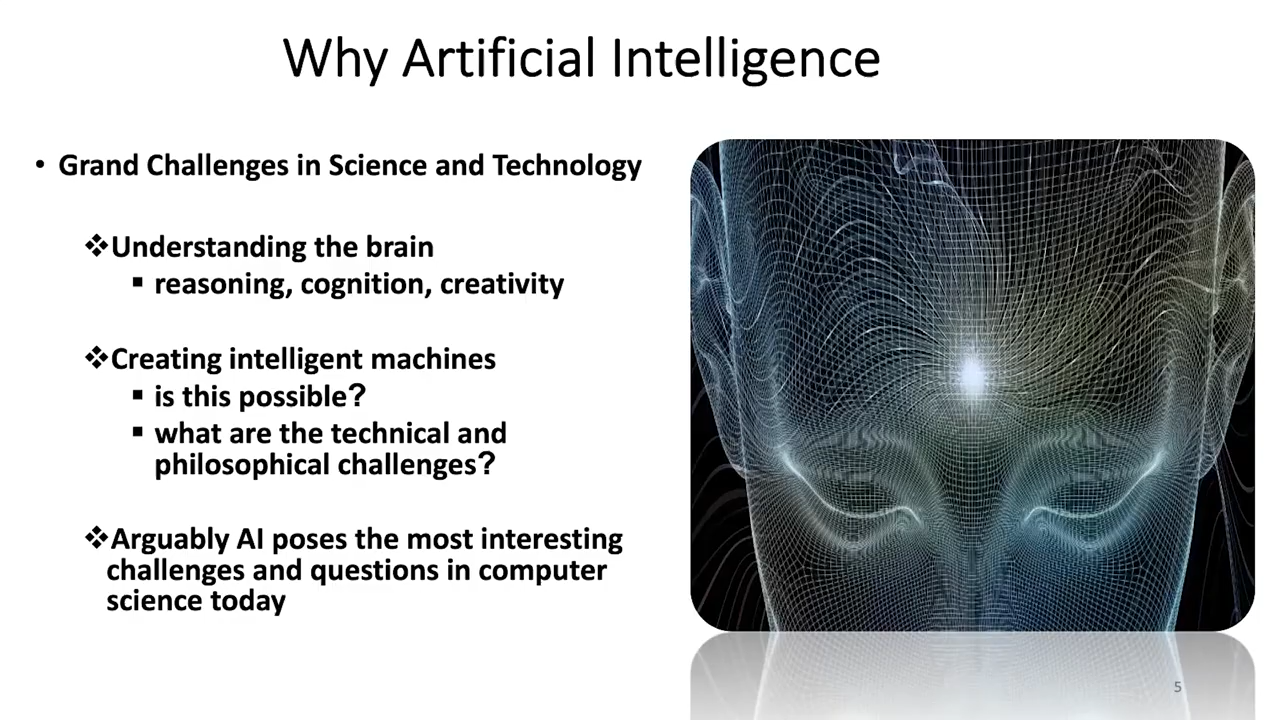 Why Artificial Intelligence
• Grand Challenges in Science and Technology
❖Understanding the brain
▪ reasoning, cognition, creativity
❖Creating intelligent machines
▪ is this possible?
▪ what are the technical and
philosophical challenges?
❖Arguably AI poses the most interesting
challenges and questions in computer
science today
5